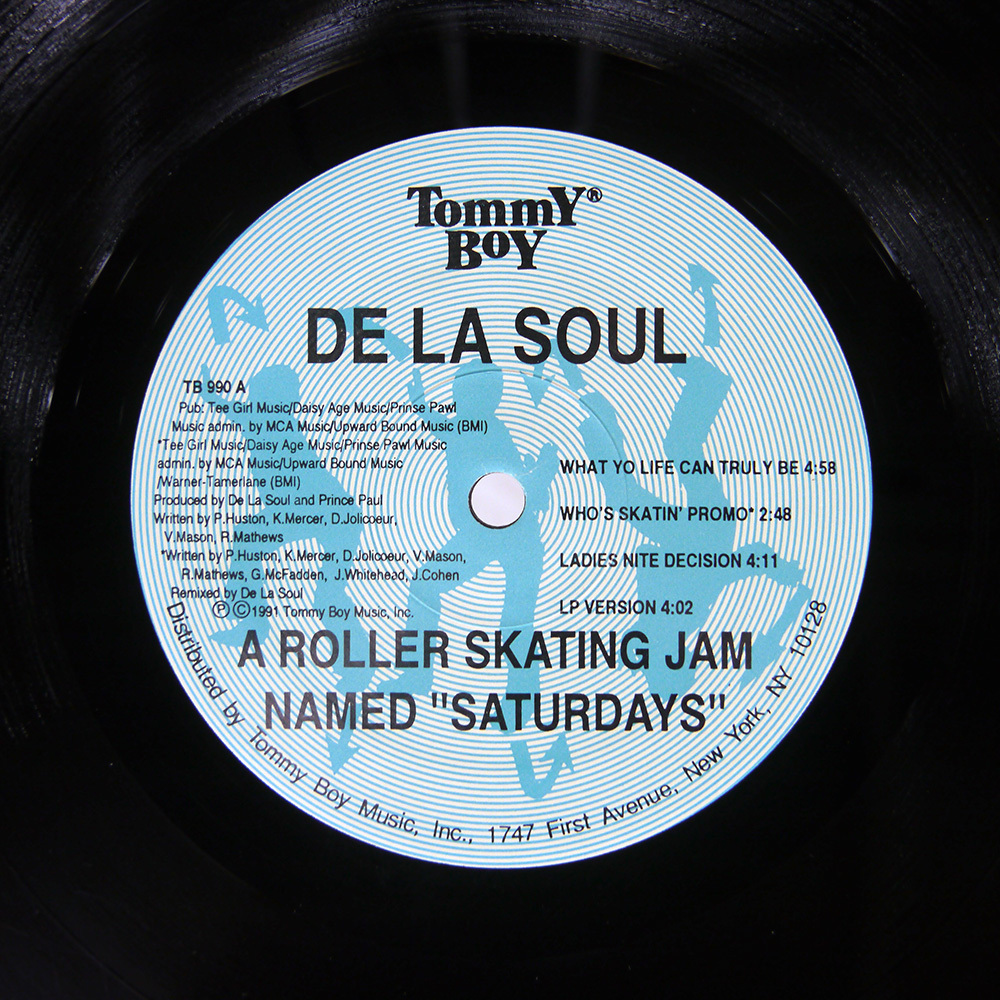 Tommy®
Boy
DE LA SOUL
TB 990 A
Pub: Tee Girl Music/Daisy Age Music/Prinse Pawl
Music admin. by MCA Music/Upward Bound Music (BMI)
*Tee Girl Music/Daisy Age Music/Prinse Pawl Music
admin. by MCA Music/Upward Bound Music
/Warner-Tamerlane (BMI)
Produced by De La Soul and Prince Paul
Written by P.Huston, K.Mercer, D.Jolicoeur,
V.Mason, R.Mathews
*Written by P.Huston, K.Mercer, D.Jolicoeur, V.Mason,
R.Mathews, G.McFadden, J.Whitehead, J.Cohen
Remixed by De La Soul
Ⓟ ©1991 Tommy Boy Music, Inc.
WHAT YO LIFE CAN TRULY BE 4:58
WHO'S SKATIN' PROMO* 2:48
LADIES NITE DECISION 4:11
LP VERSION 4:02
A ROLLER SKATING JAM
NAMED "SATURDAYS"
Distributed by Tommy Boy Music, Inc., 1747 First Avenue, New York, NY 10128